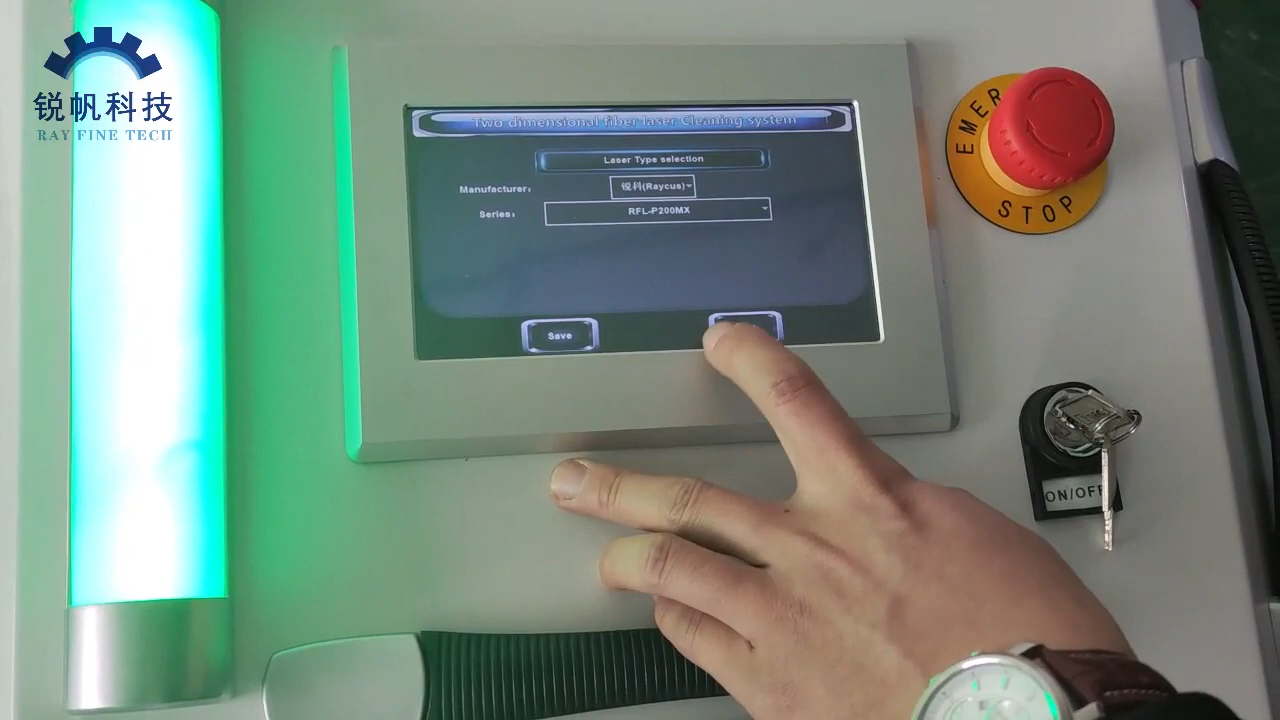 锐帆科技
RAY FINE TECH
Two dimensional fiber laser Cleaning system
Laser Type selection
Manufacturer:
锐科(Raycus)
Series:
RFL-P200MX
Save
EMER
STOP
ON/OFF